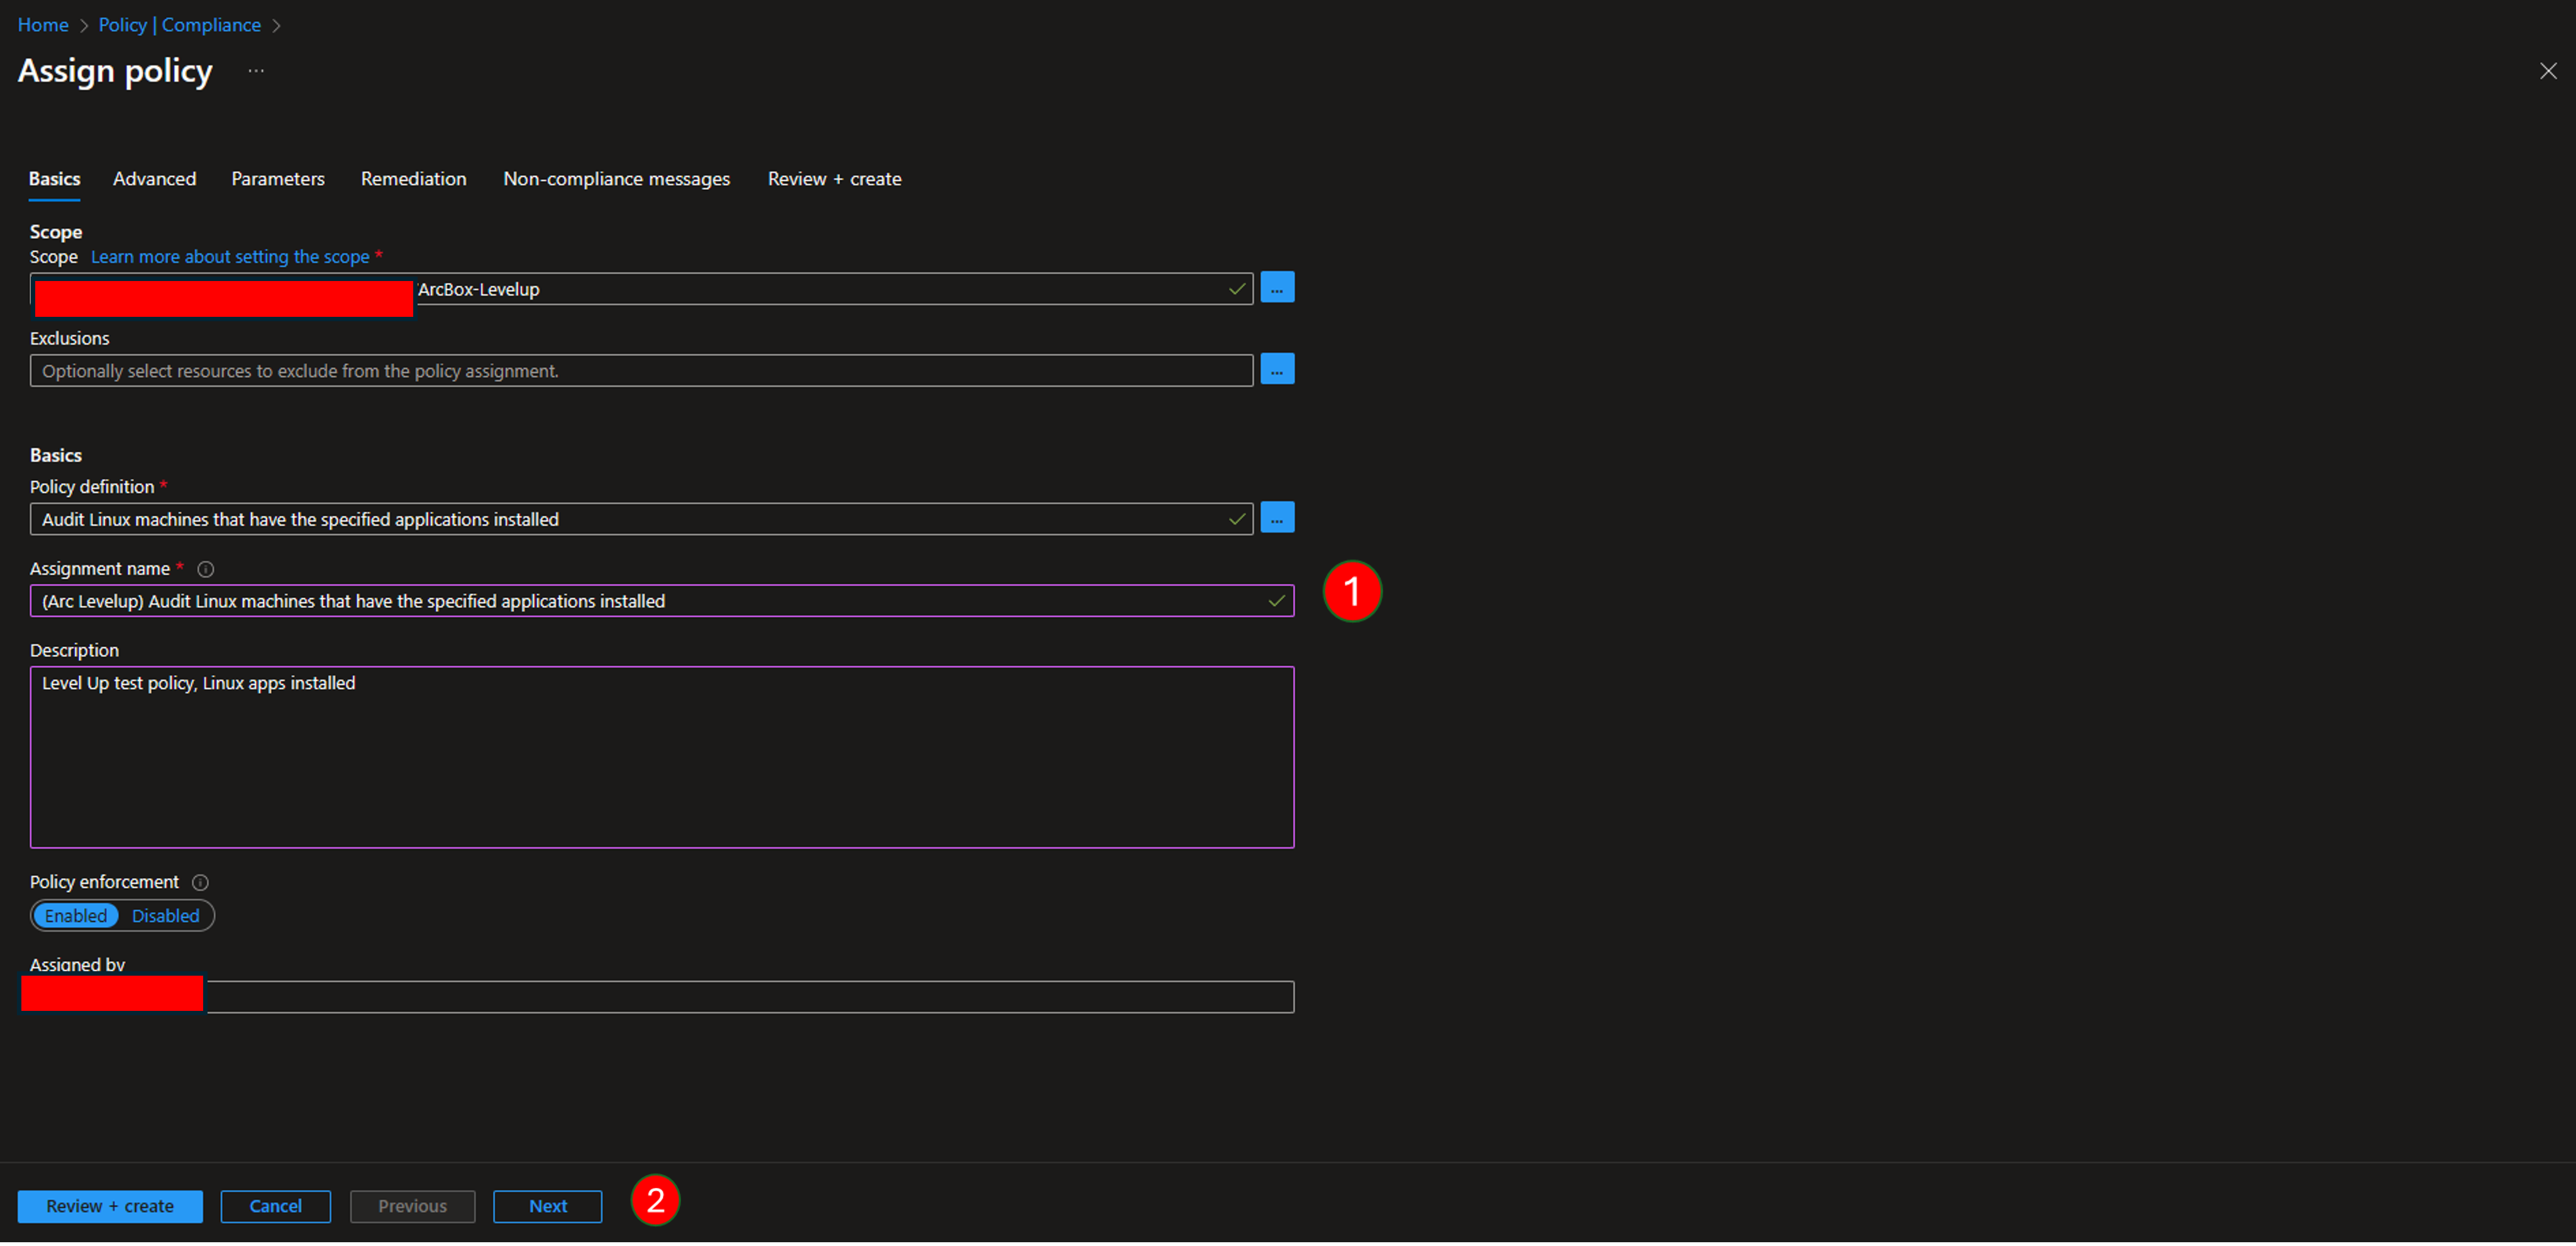 Home > Policy | Compliance >
Assign policy ...
Basics Advanced Parameters Remediation Non-compliance messages Review + create
Scope
Scope Learn more about setting the scope *
ArcBox-Levelup ...
Exclusions
Optionally select resources to exclude from the policy assignment. ...
Basics
Policy definition *
Audit Linux machines that have the specified applications installed ...
Assignment name *
(Arc Levelup) Audit Linux machines that have the specified applications installed 1
Description
Level Up test policy, Linux apps installed
Policy enforcement
Enabled Disabled
Assigned by
Review + create Cancel Previous Next 2